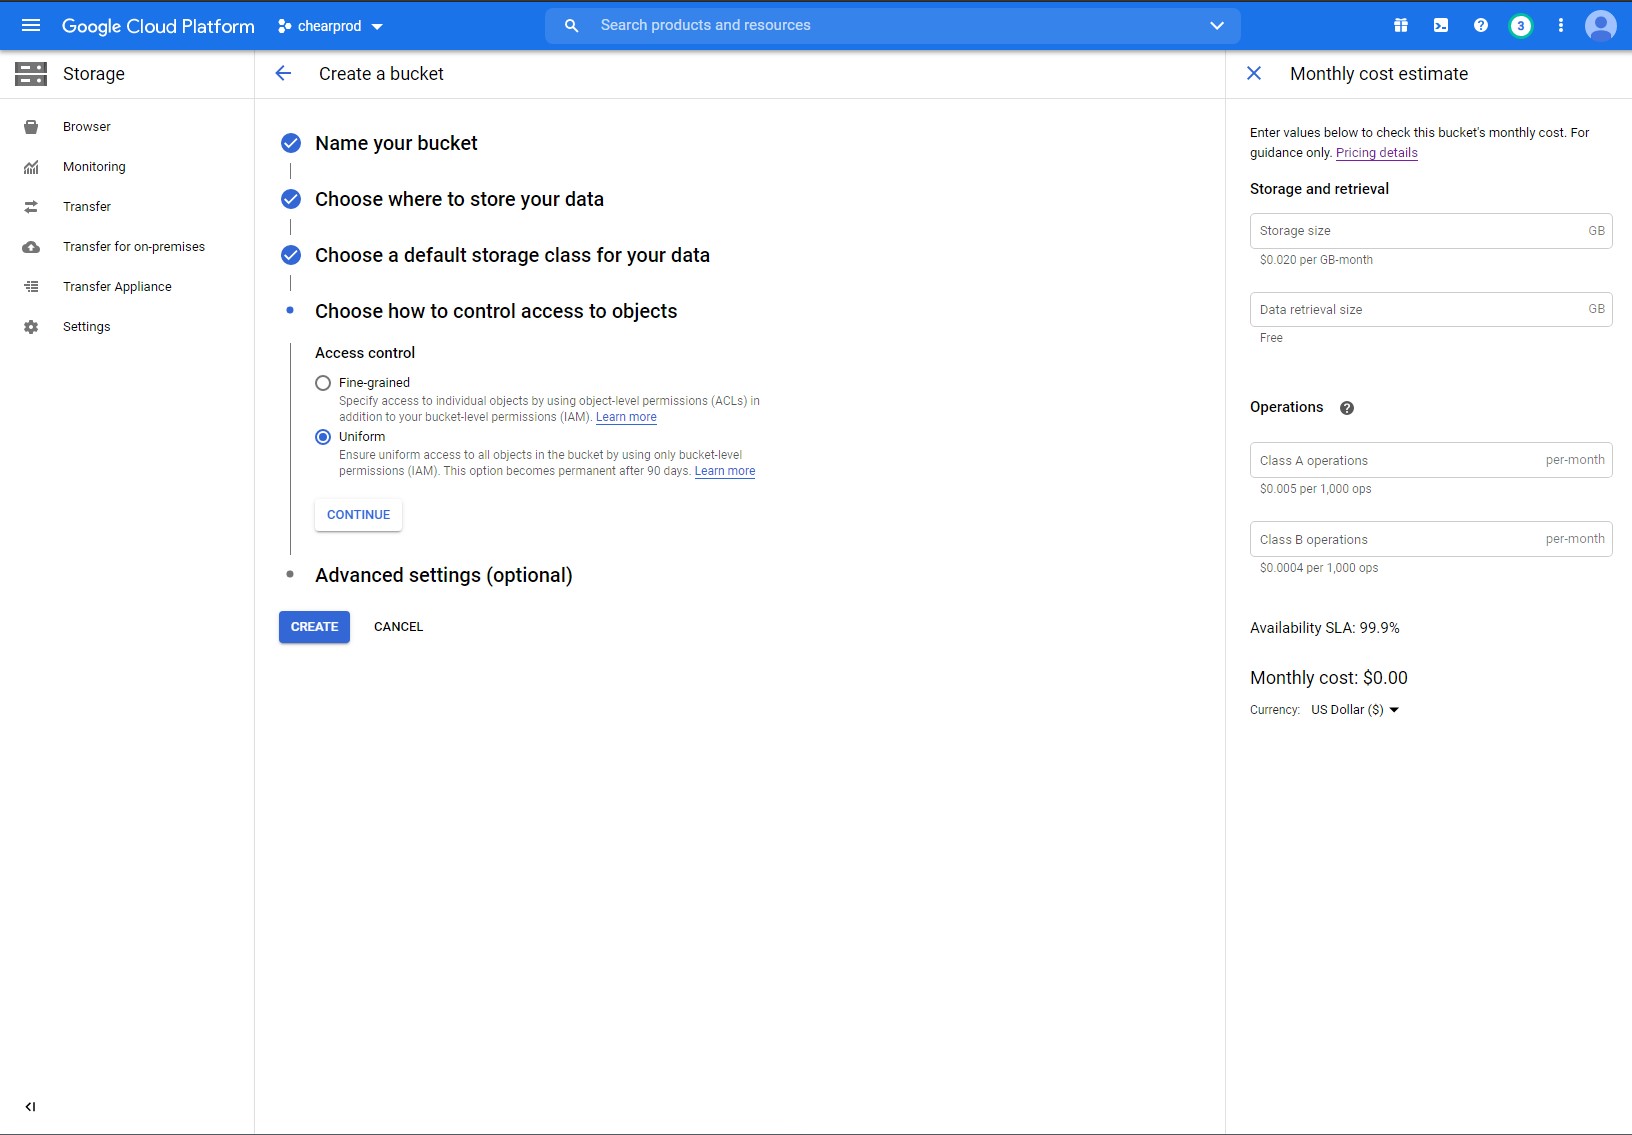 Google Cloud Platform
chearprod
Search products and resources
3
Storage
Create a bucket
Monthly cost estimate
Browser
Monitoring
Transfer
Transfer for on-premises
Transfer Appliance
Settings
Name your bucket
Choose where to store your data
Choose a default storage class for your data
Choose how to control access to objects
Access control
Fine-grained
Specify access to individual objects by using object-level permissions (ACLs) in
addition to your bucket-level permissions (IAM). Learn more
Uniform
Ensure uniform access to all objects in the bucket by using only bucket-level
permissions (IAM). This option becomes permanent after 90 days. Learn more
CONTINUE
Advanced settings (optional)
CREATE CANCEL
Enter values below to check this bucket's monthly cost. For
guidance only. Pricing details
Storage and retrieval
Storage size GB
$0.020 per GB-month
Data retrieval size GB
Free
Operations ?
Class A operations per-month
$0.005 per 1,000 ops
Class B operations per-month
$0.0004 per 1,000 ops
Availability SLA: 99.9%
Monthly cost: $0.00
Currency: US Dollar ($)